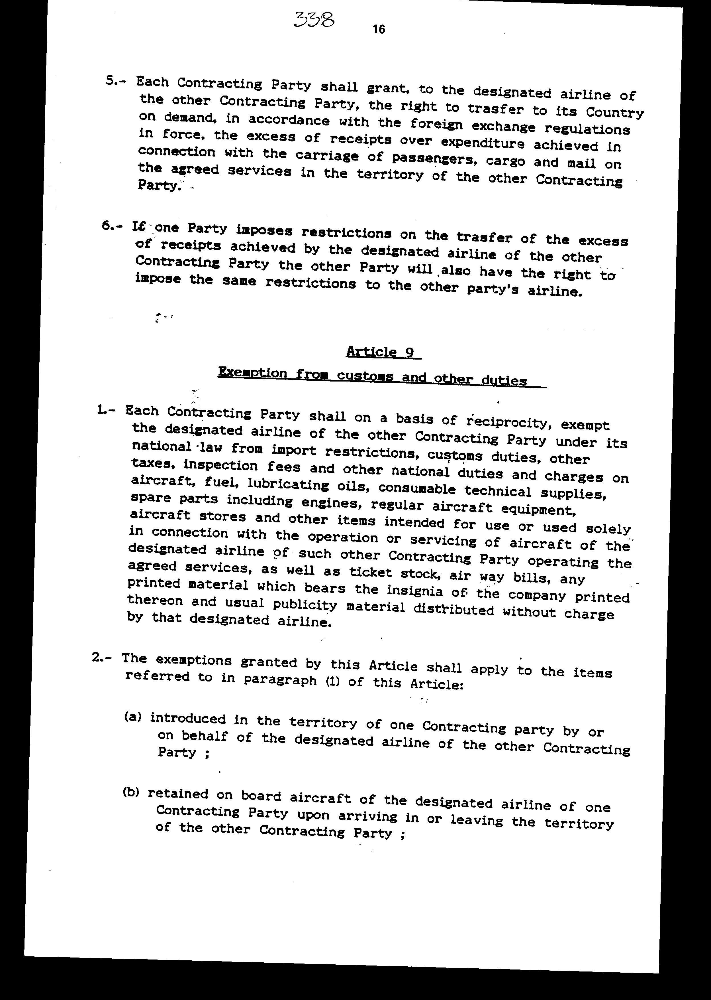 338
16
5.- Each Contracting Party shall grant, to the designated airline of
the other Contracting Party, the right to trasfer to its Country
on demand, in accordance with the foreign exchange regulations
in force, the excess of receipts over expenditure achieved in
connection with the carriage of passengers, cargo and mail on
the agreed services in the territory of the other Contracting
Party.
6.- If one Party imposes restrictions on the trasfer of the excess
of receipts achieved by the designated airline of the other
Contracting Party the other Party will also have the right to
impose the same restrictions to the other party's airline.
Article 9
Exemption from customs and other duties
1.- Each Contracting Party shall on a basis of reciprocity, exempt
the designated airline of the other Contracting Party under its
national law from import restrictions, customs duties, other
taxes, inspection fees and other national duties and charges on
aircraft, fuel, lubricating oils, consumable technical supplies,
spare parts including engines, regular aircraft equipment,
aircraft stores and other items intended for use or used solely
in connection with the operation or servicing of aircraft of the
designated airline of such other Contracting Party operating the
agreed services, as well as ticket stock, air way bills, any
printed material which bears the insignia of the company printed
thereon and usual publicity material distributed without charge
by that designated airline.
2.- The exemptions granted by this Article shall apply to the items
referred to in paragraph (1) of this Article:
(a) introduced in the territory of one Contracting party by or
on behalf of the designated airline of the other Contracting
Party ;
(b) retained on board aircraft of the designated airline of one
Contracting Party upon arriving in or leaving the territory
of the other Contracting Party ;